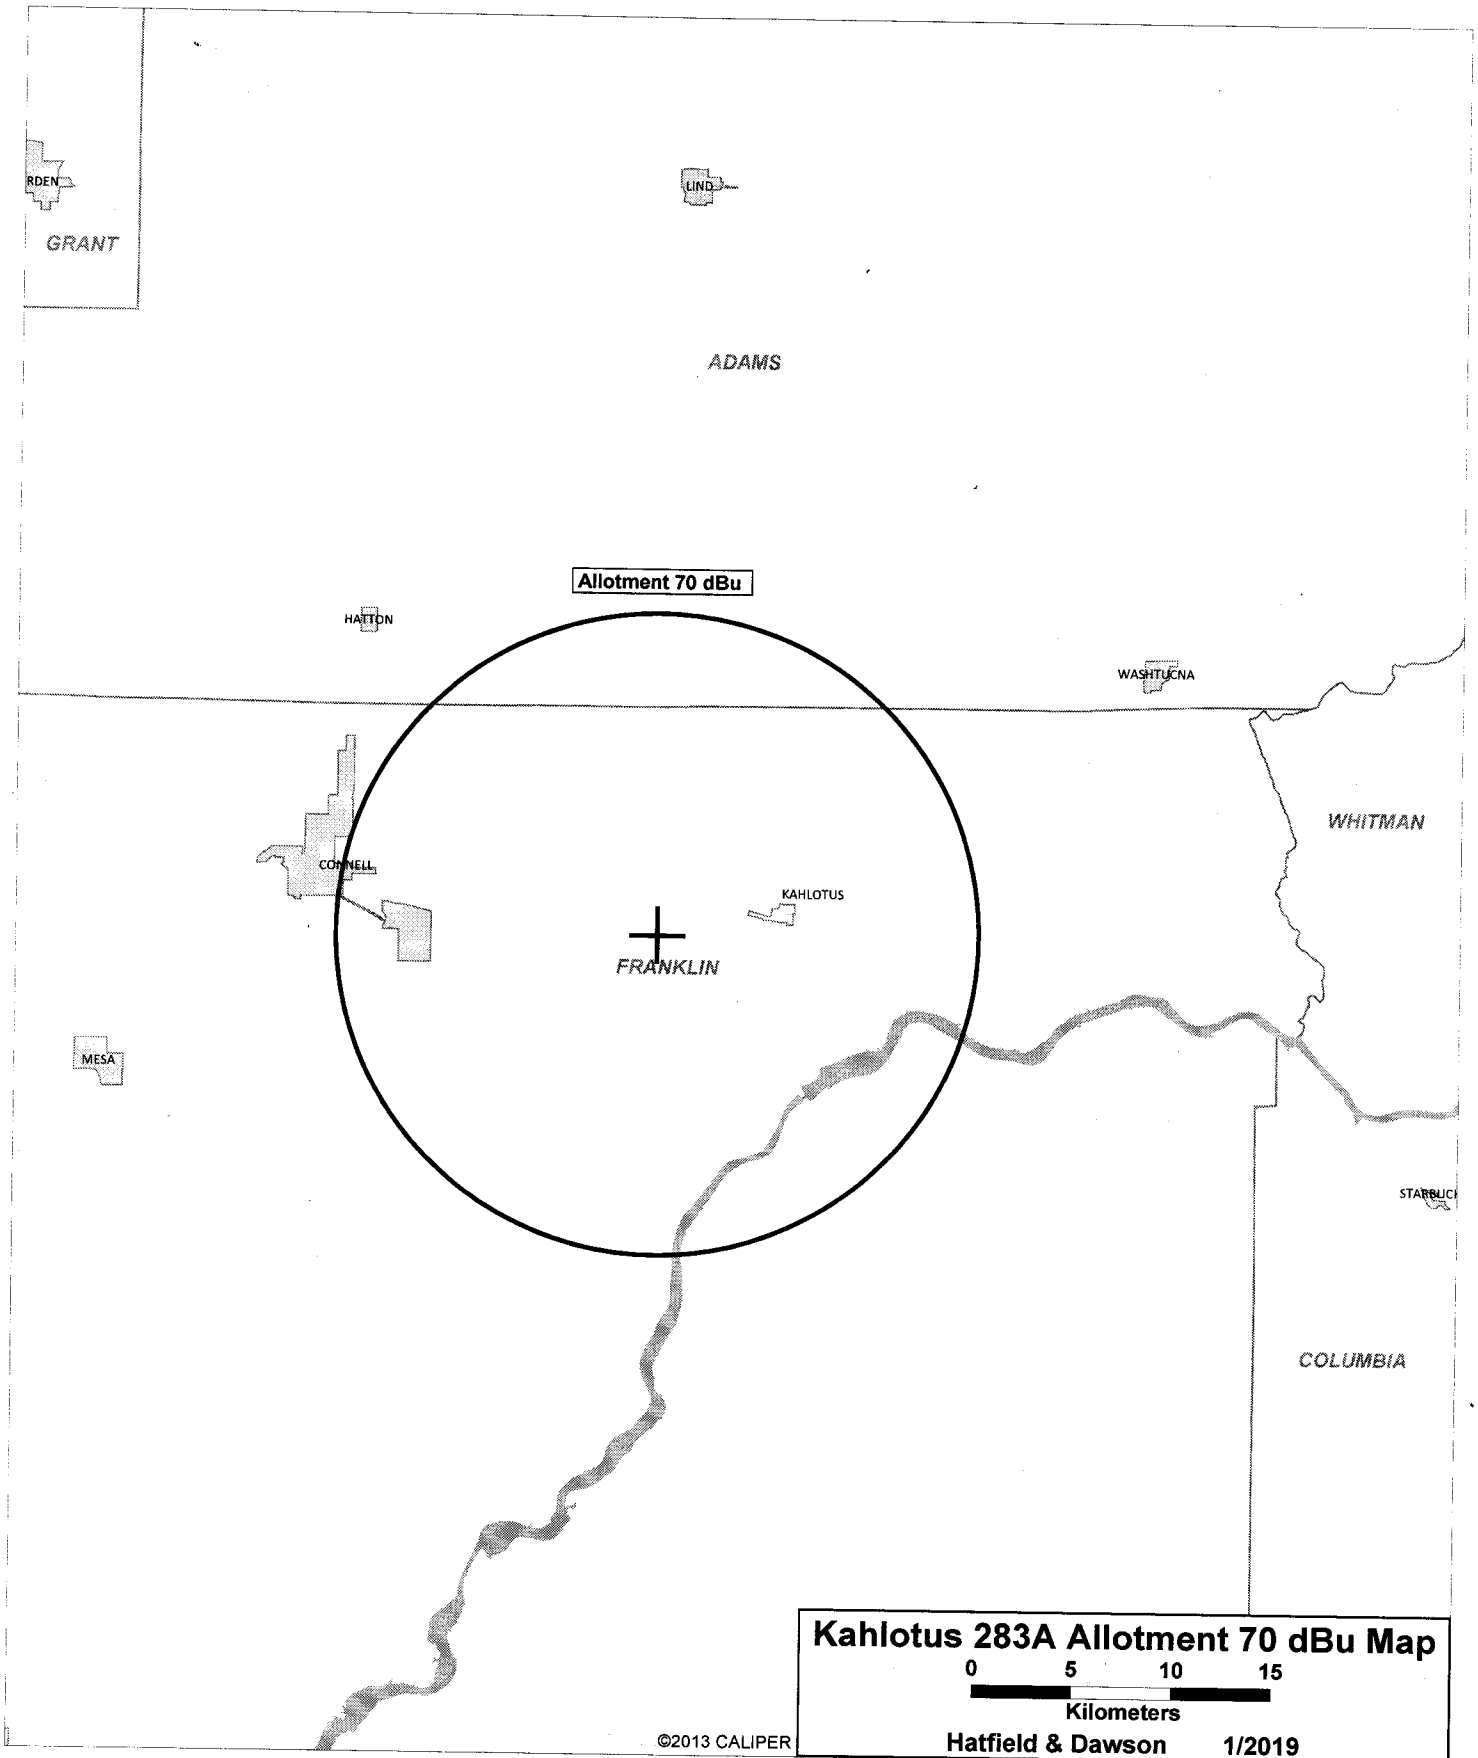 RDEN
LIND
GRANT
ADAMS
Allotment 70 dBu
HATTON
WASHTUCNA
WHITMAN
CONNELL
KAHLOTUS
FRANKLIN
MESA
STARBUCK
COLUMBIA
Kahlotus 283A Allotment 70 dBu Map
0 5 10 15
Kilometers
©2013 CALIPER
Hatfield & Dawson 1/2019